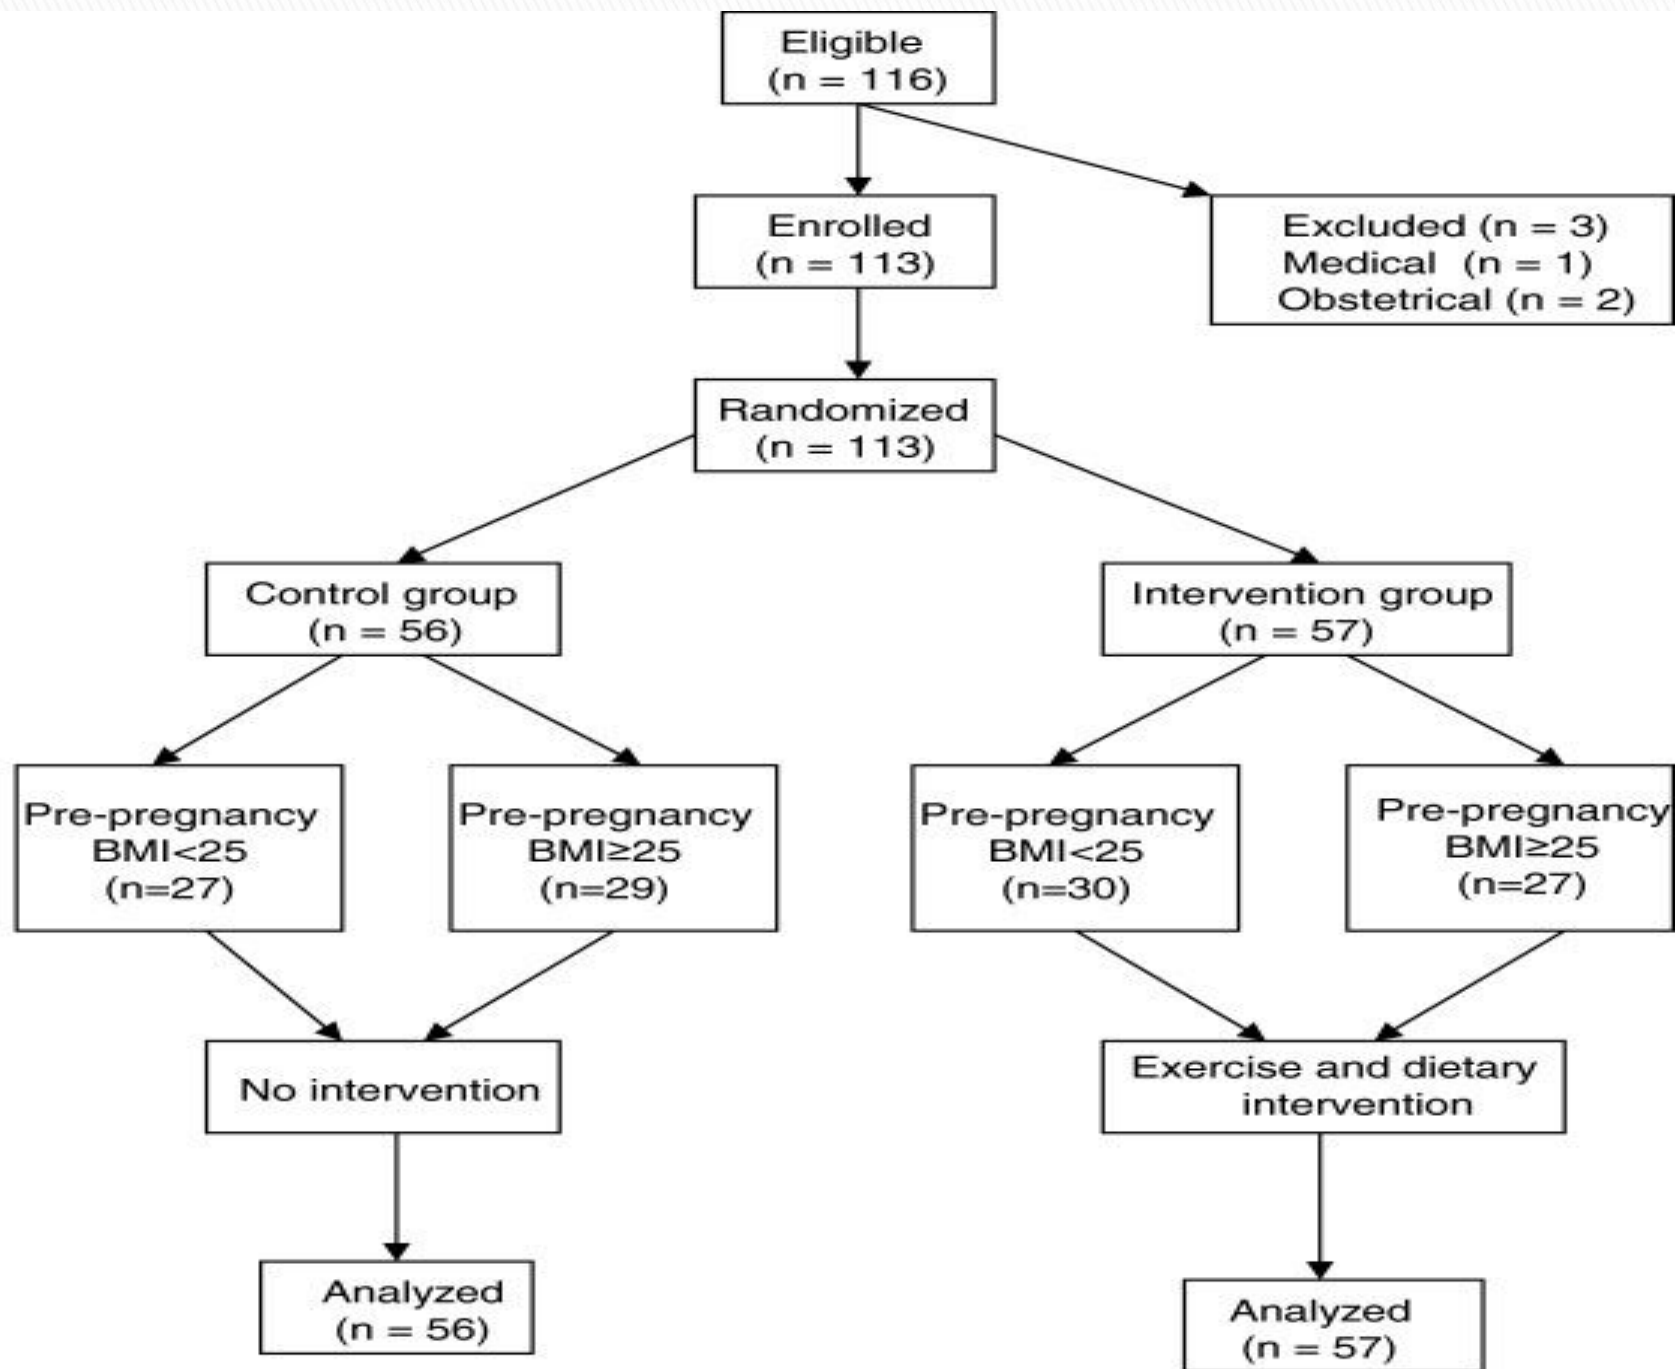 Eligible
(n = 116)
Enrolled
(n = 113)
Excluded (n = 3)
Medical (n = 1)
Obstetrical (n = 2)
Randomized
(n = 113)
Control group
(n = 56)
Intervention group
(n = 57)
Pre-pregnancy
BMI<25
(n=27)
Pre-pregnancy
BMI≥25
(n=29)
Pre-pregnancy
BMI<25
(n=30)
Pre-pregnancy
BMI≥25
(n=27)
No intervention
Exercise and dietary
intervention
Analyzed
(n = 56)
Analyzed
(n = 57)